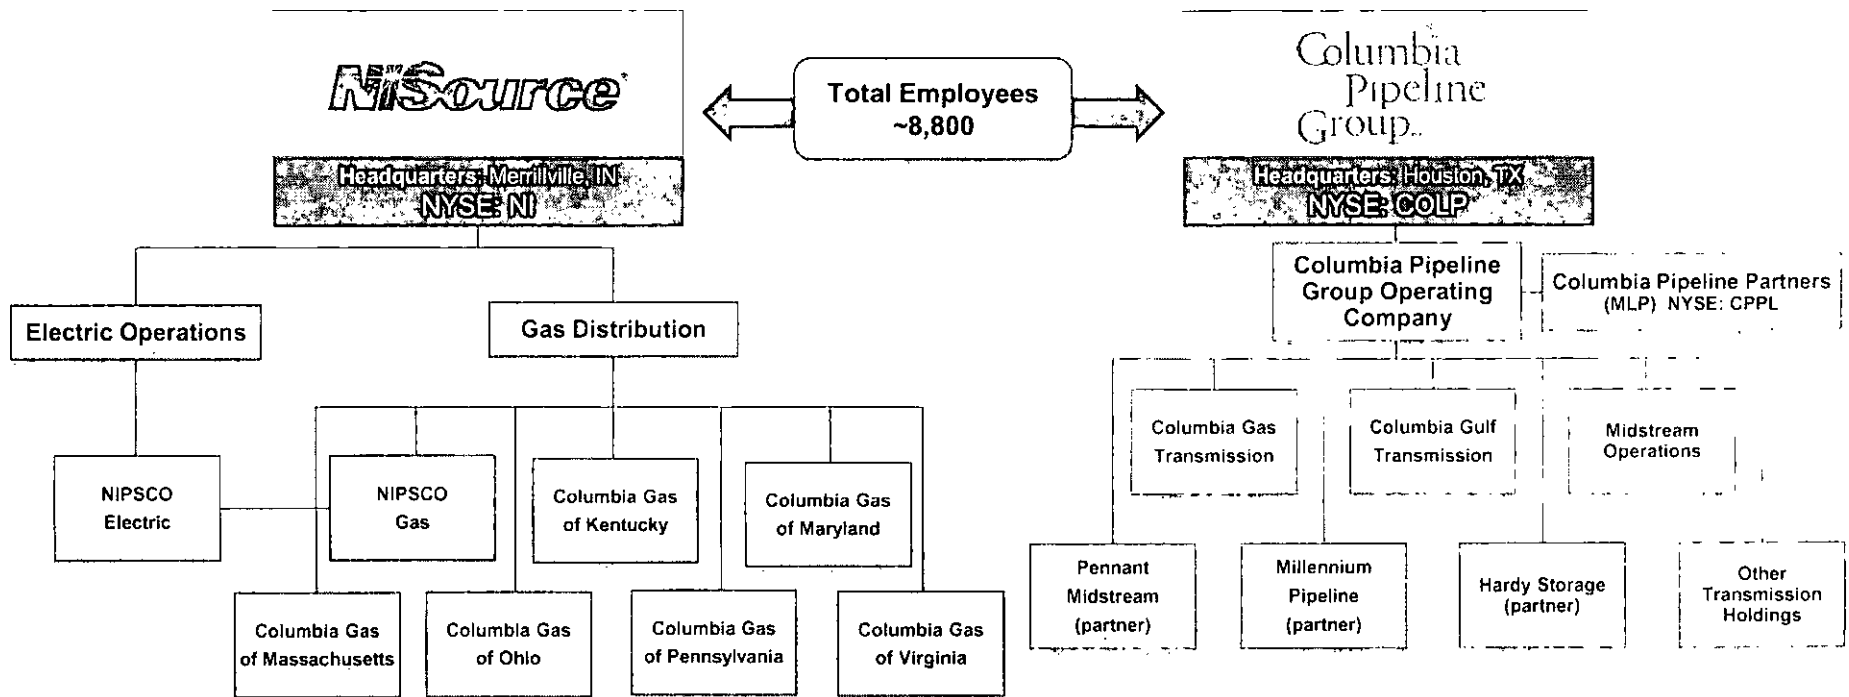 NiSource
Headquarters: Merrillville, IN
NYSE: NI
Total Employees
~8,800
Columbia
Pipeline
Group
Headquarters: Houston, TX
NYSE: COLP
Electric Operations
Gas Distribution
NIPSCO
Electric
NIPSCO
Gas
Columbia Gas
of Kentucky
Columbia Gas
of Maryland
Columbia Gas
of Massachusetts
Columbia Gas
of Ohio
Columbia Gas
of Pennsylvania
Columbia Gas
of Virginia
Columbia Pipeline
Group Operating
Company
Columbia Pipeline Partners
(MLP) NYSE: CPPL
Columbia Gas
Transmission
Columbia Gulf
Transmission
Midstream
Operations
Pennant
Midstream
(partner)
Millennium
Pipeline
(partner)
Hardy Storage
(partner)
Other
Transmission
Holdings